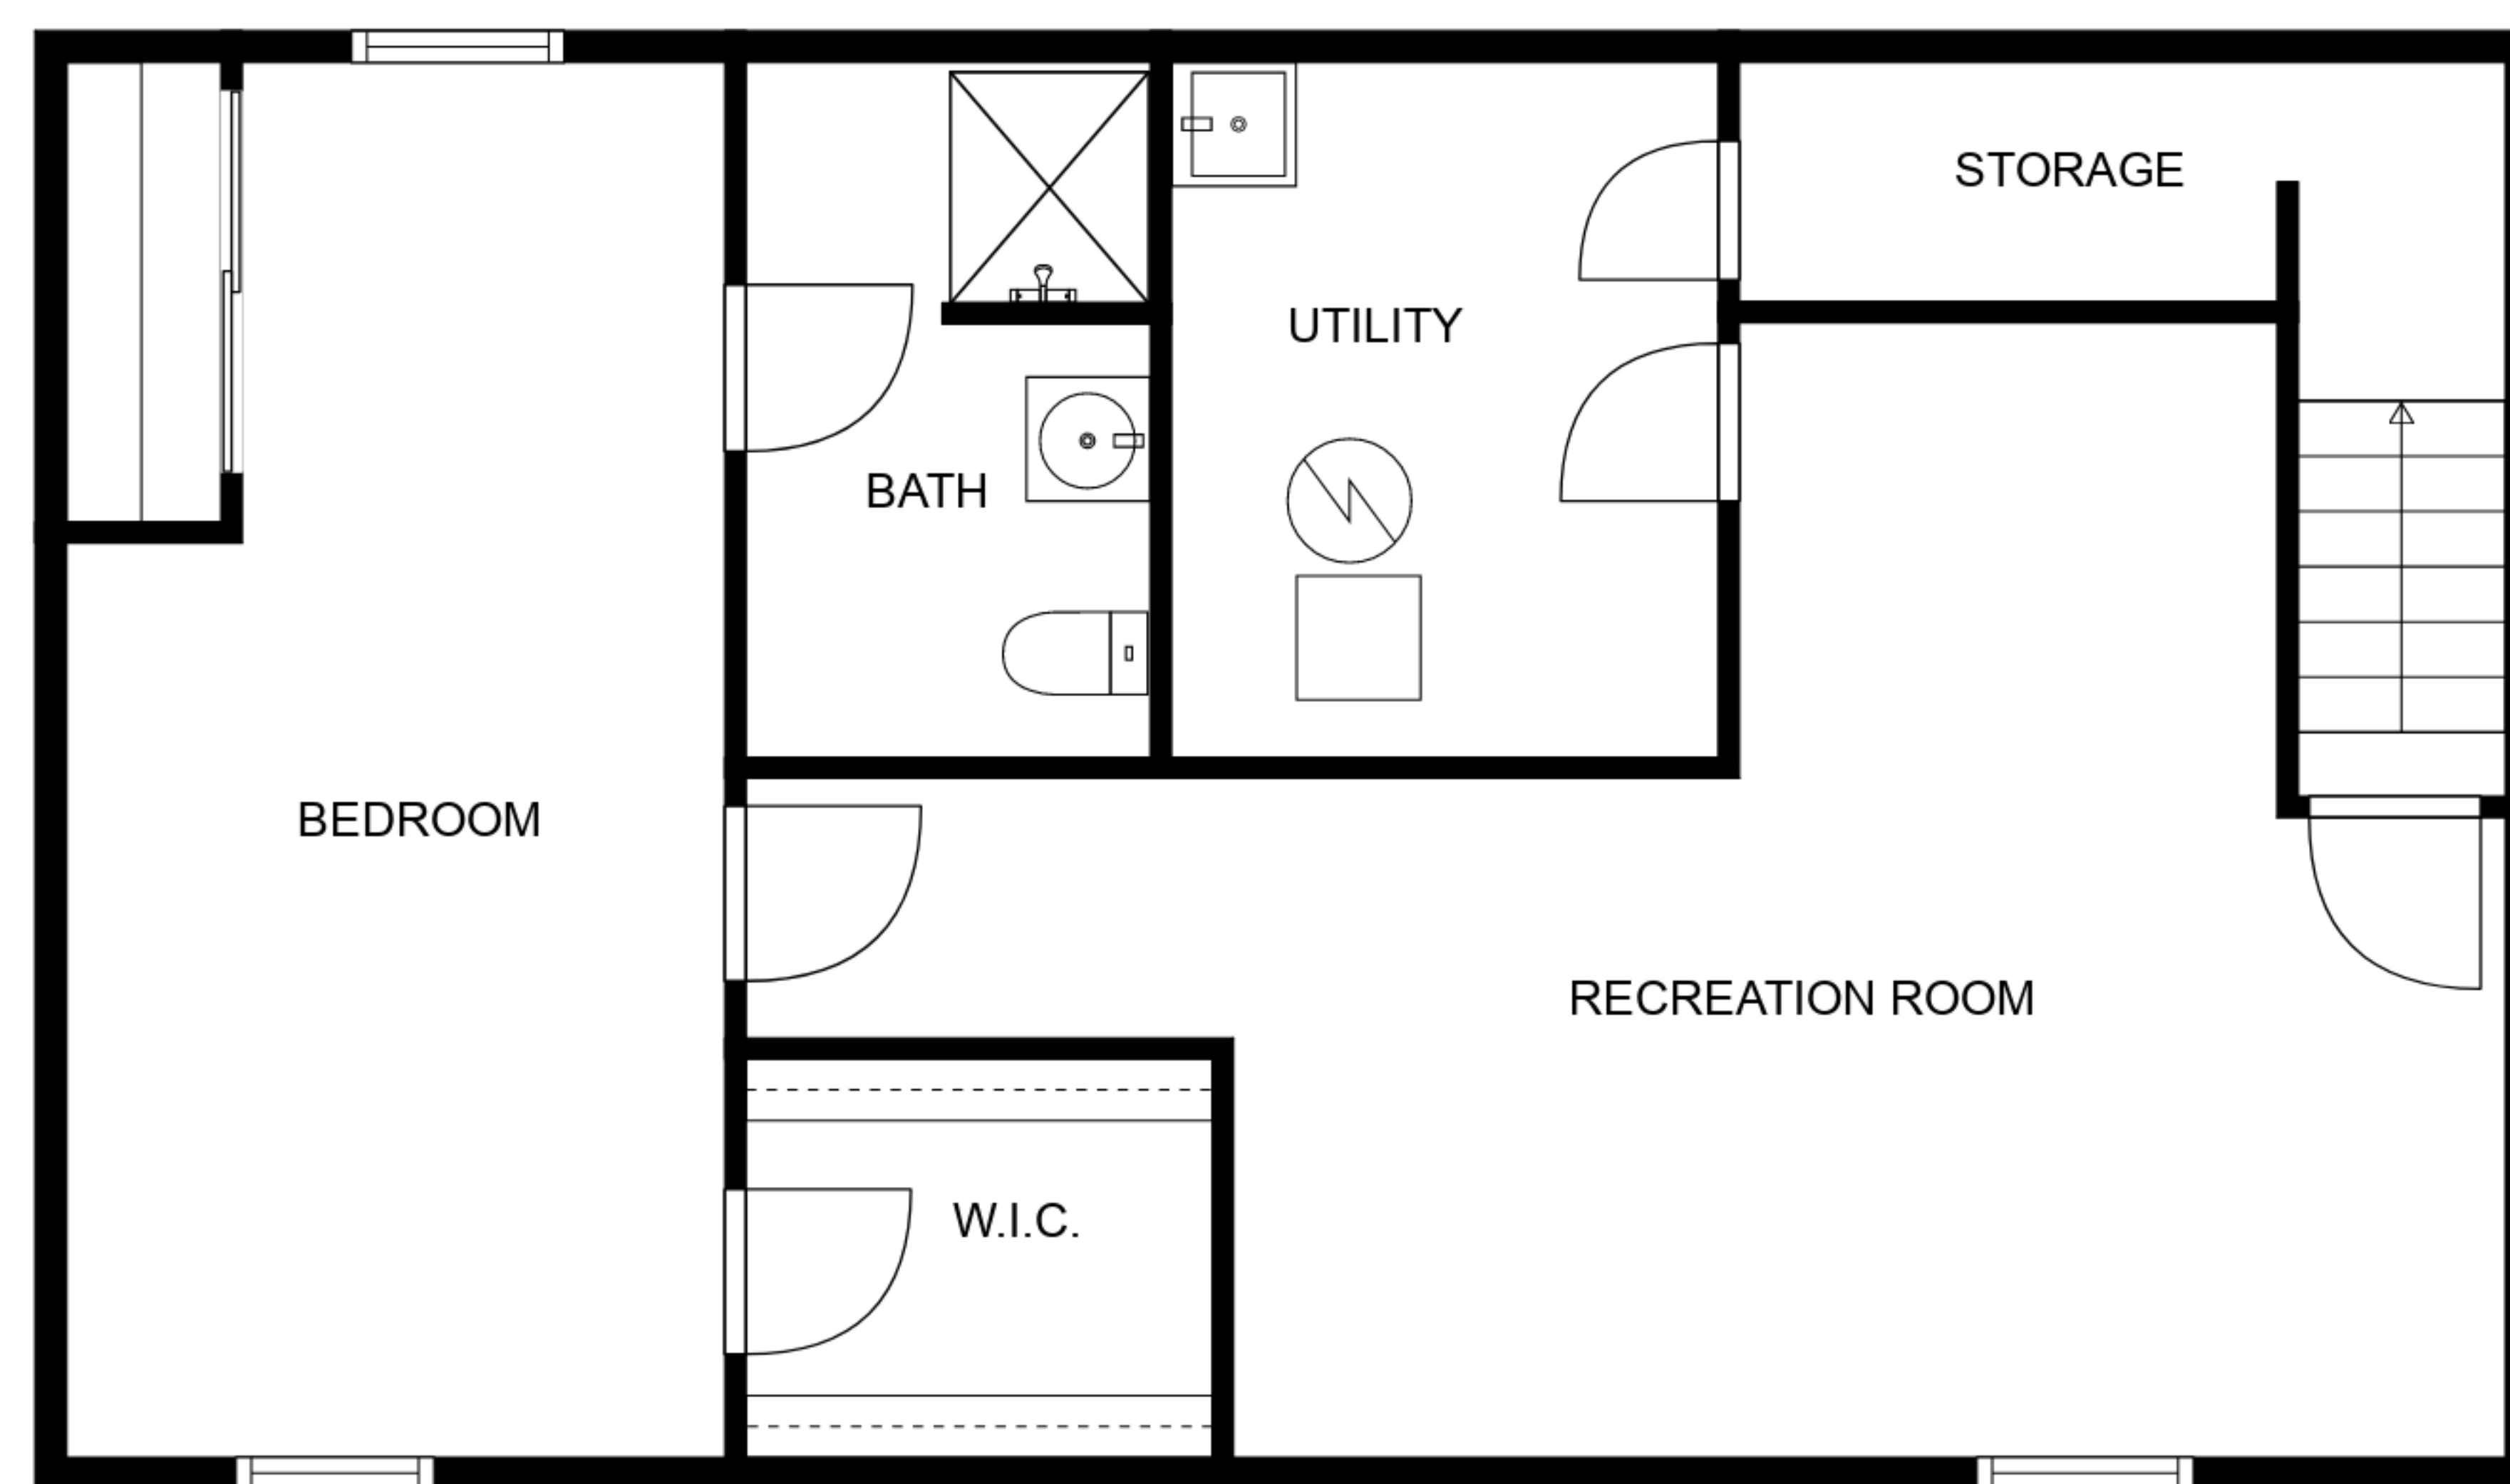 STORAGE
UTILITY
BATH
BEDROOM
RECREATION ROOM
W.I.C.